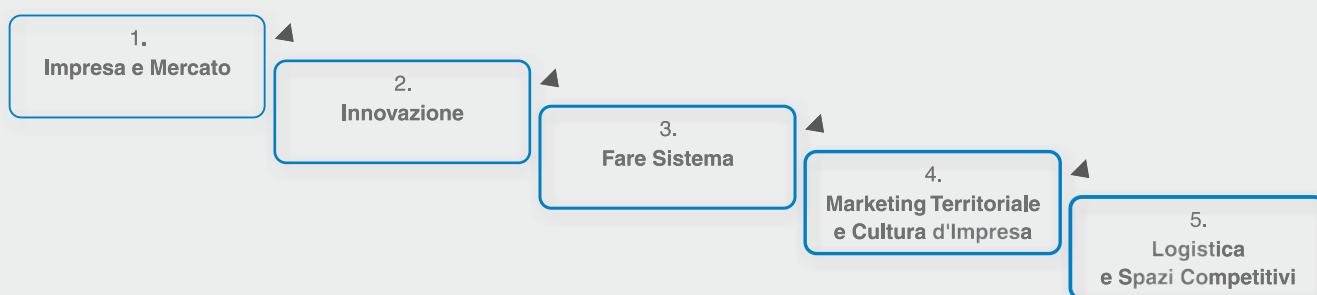 1.
Impresa e Mercato
2.
Innovazione
3.
Fare Sistema
4.
Marketing Territoriale
e Cultura d'Impresa
5.
Logistica
e Spazi Competitivi